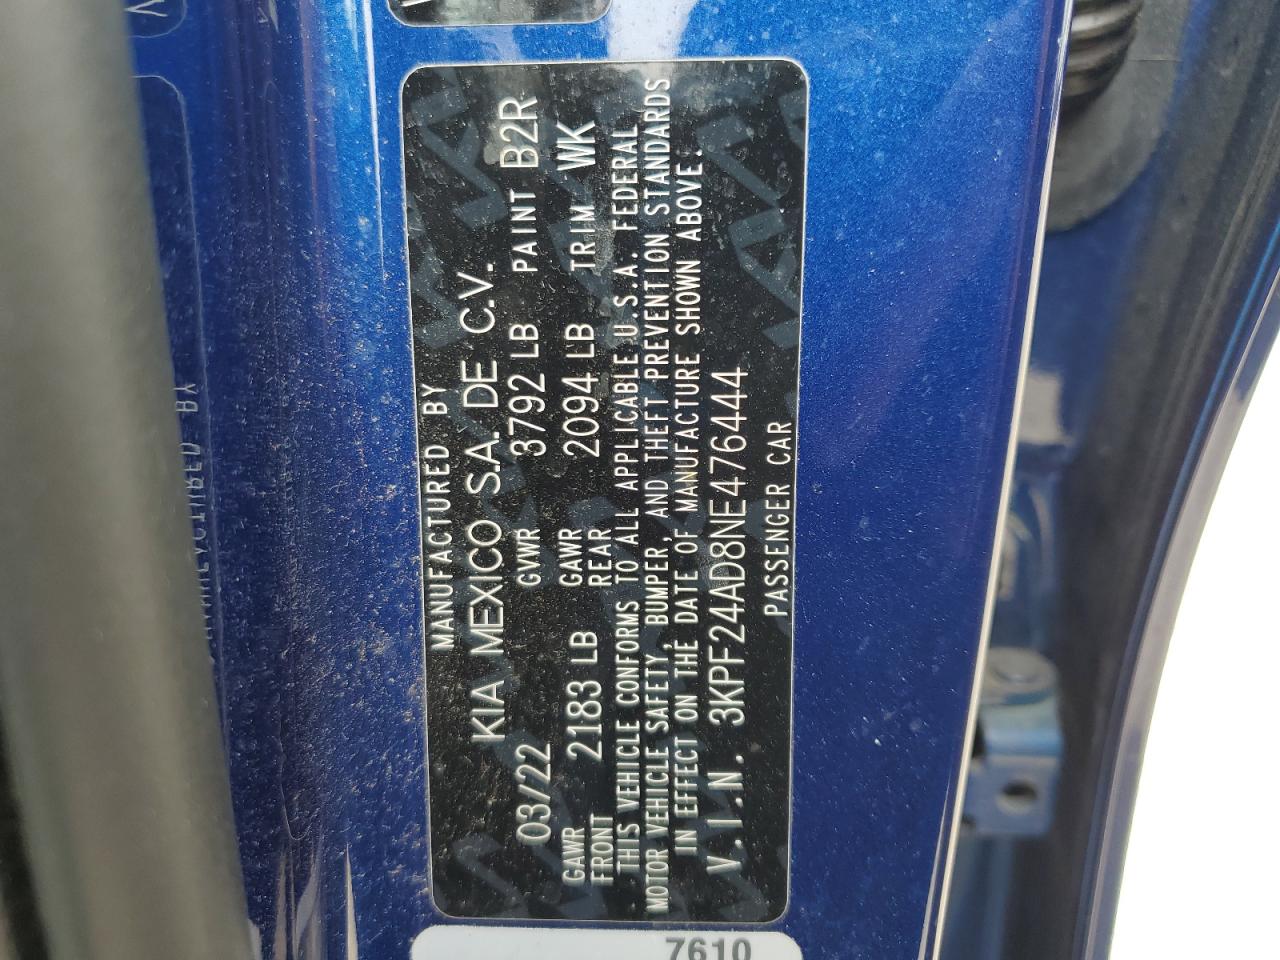 MANUFACTURED BY
KIA MEXICO S.A. DE C.V.
03/22 GVWR 3792 LB PAINT B2R
GAWR FRONT 2183 LB GAWR REAR 2094 LB TRIM WK
THIS VEHICLE CONFORMS TO ALL APPLICABLE U.S.A. FEDERAL
MOTOR VEHICLE SAFETY, BUMPER, AND THEFT PREVENTION STANDARDS
IN EFFECT ON THE DATE OF MANUFACTURE SHOWN ABOVE.
V.I.N. 3KPF24AD8NE476444
PASSENGER CAR
7610